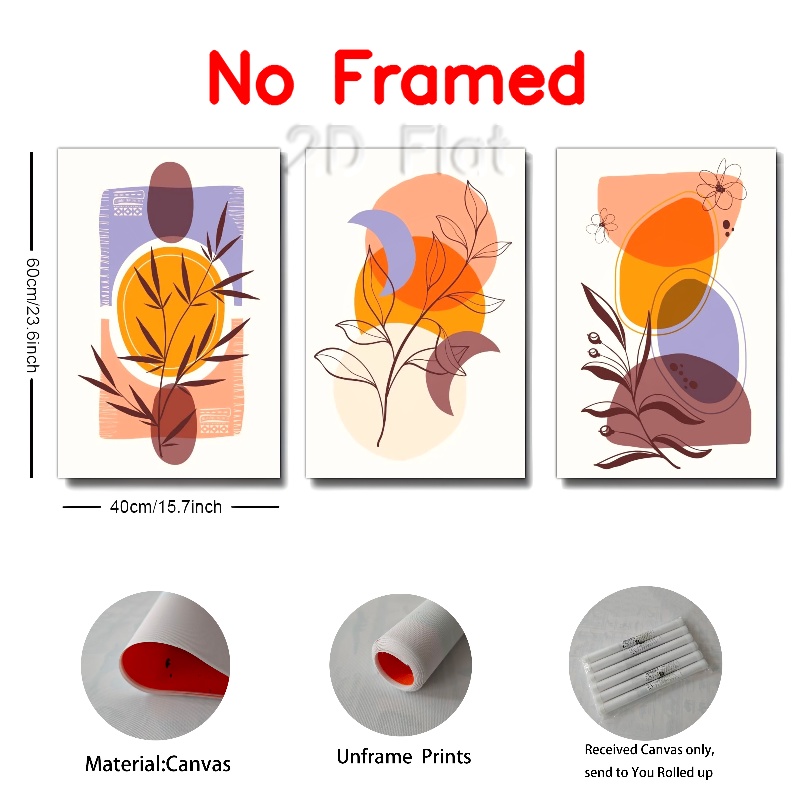 No Framed
2D Flat
60cm/23.6inch
40cm/15.7inch
Material:Canvas
Unframe Prints
Received Canvas only,
send to You Rolled up